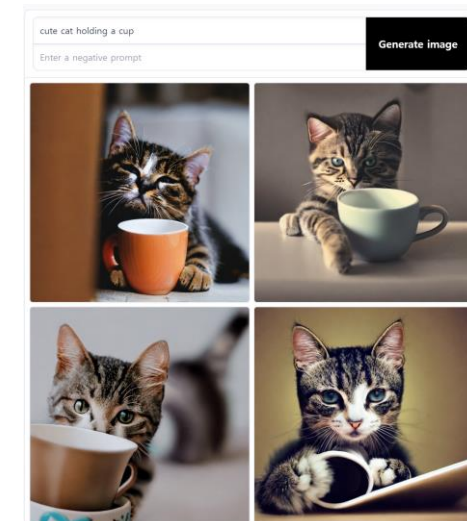 cute cat holding a cup
Generate image
Enter a negative prompt